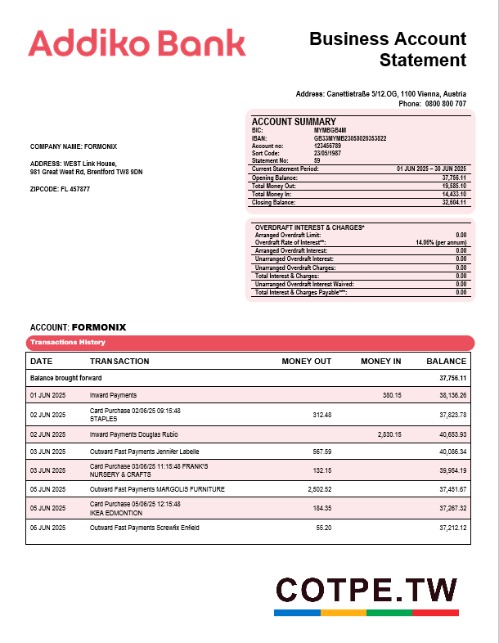 Addiko Bank
Business Account
Statement
Address: Canettistraße 5/12.OG, 1100 Vienna, Austria
Phone: 0800 800 707
ACCOUNT SUMMARY
BIC: MYMBGB4M
IBAN: GB33MYMB23058020353822
Account no: 123456789
Sort Code: 23/05/1987
Statement No: 59
Current Statement Period: 01 JUN 2025 – 30 JUN 2025
Opening Balance: 37,756.11
Total Money Out: 19,585.10
Total Money In: 14,433.10
Closing Balance: 32,604.11
COMPANY NAME: FORMONIX
ADDRESS: WEST Link House,
981 Great West Rd, Brentford TW8 9DN
ZIPCODE: FL 457877
OVERDRAFT INTEREST & CHARGES*
Arranged Overdraft Limit: 0.00
Overdraft Rate of Interest**: 14.06% (per annum)
Arranged Overdraft Interest: 0.00
Unarranged Overdraft Interest: 0.00
Unarranged Overdraft Charges: 0.00
Total Interest & Charges: 0.00
Unarranged Overdraft Interest Waived: 0.00
Total Interest & Charges Payable***: 0.00
ACCOUNT: FORMONIX
Transactions History
DATE TRANSACTION MONEY OUT MONEY IN BALANCE
Balance brought forward 37,756.11
01 JUN 2025 Inward Payments 380.15 38,136.26
02 JUN 2025 Card Purchase 02/06/25 09:15:48
STAPLES 312.48 37,823.78
02 JUN 2025 Inward Payments Douglas Rubio 2,830.15 40,653.93
03 JUN 2025 Outward Fast Payments Jennifer Labelle 567.59 40,086.34
03 JUN 2025 Card Purchase 03/06/25 11:15:48 FRANK'S
NURSERY & CRAFTS 132.15 39,954.19
05 JUN 2025 Outward Fast Payments MARGOLIS FURNITURE 2,502.52 37,451.67
05 JUN 2025 Card Purchase 05/06/25 12:15:48
IKEA EDMONTION 184.35 37,267.32
06 JUN 2025 Outward Fast Payments Screwfix Enfield 55.20 37,212.12
COTPE.TW